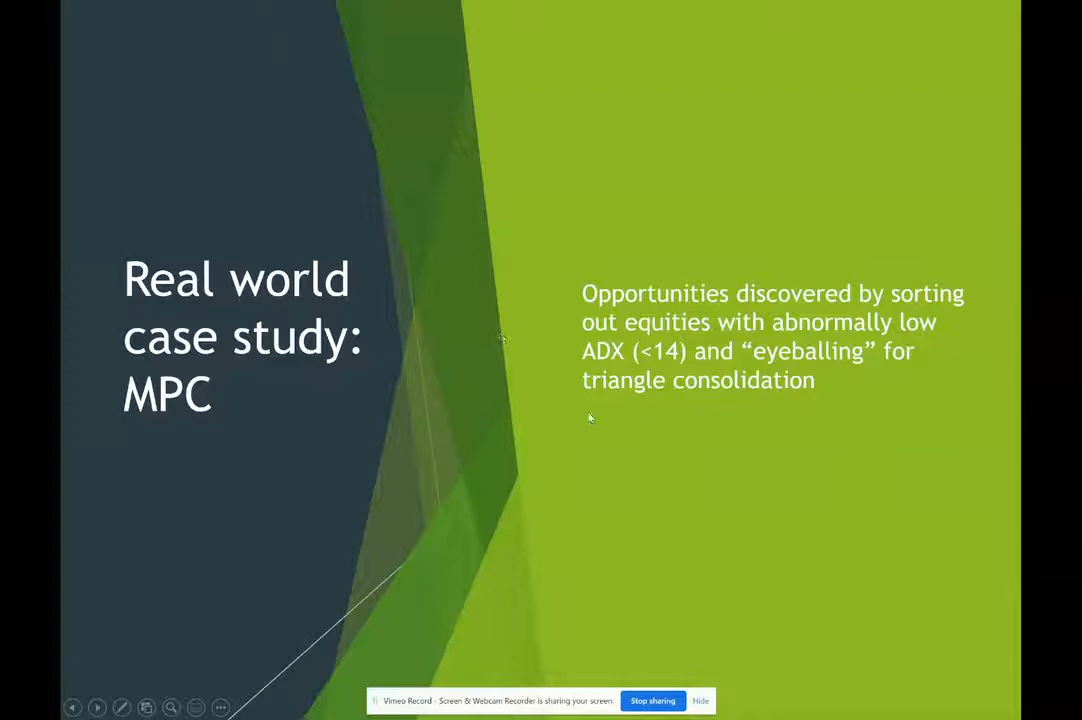 Real world
case study:
MPC
Opportunities discovered by sorting
out equities with abnormally low
ADX (<14) and “eyeballing” for
triangle consolidation
Vimeo Record - Screen & Webcam Recorder is sharing your screen.
Stop sharing
Hide